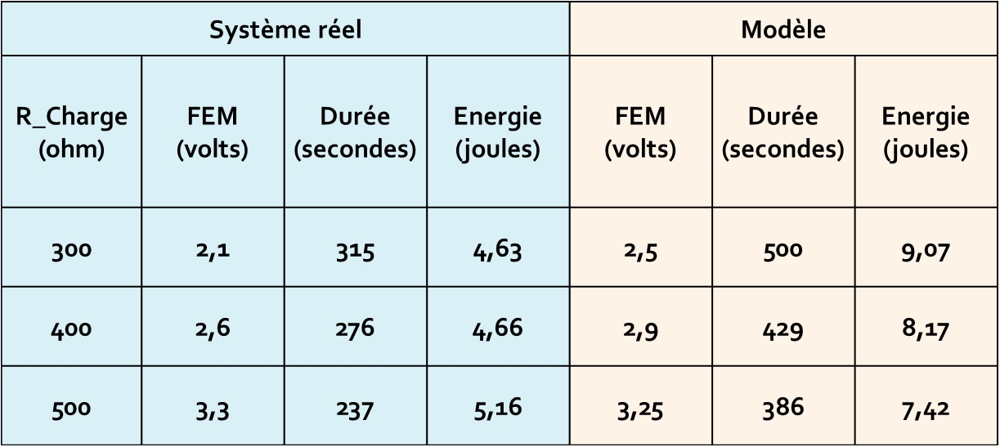 Système réel Modèle
R_Charge (ohm) FEM (volts) Durée (secondes) Energie (joules) FEM (volts) Durée (secondes) Energie (joules)
300 2,1 315 4,63 2,5 500 9,07
400 2,6 276 4,66 2,9 429 8,17
500 3,3 237 5,16 3,25 386 7,42